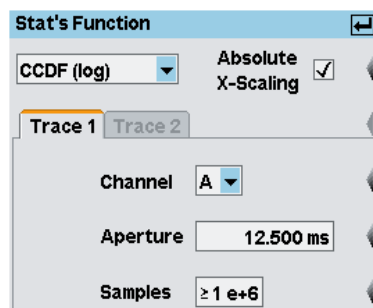 Stat's Function
CCDF (log)
Absolute
X-Scaling
Trace 1 Trace 2
Channel A
Aperture 12.500 ms
Samples ≥1 e+6